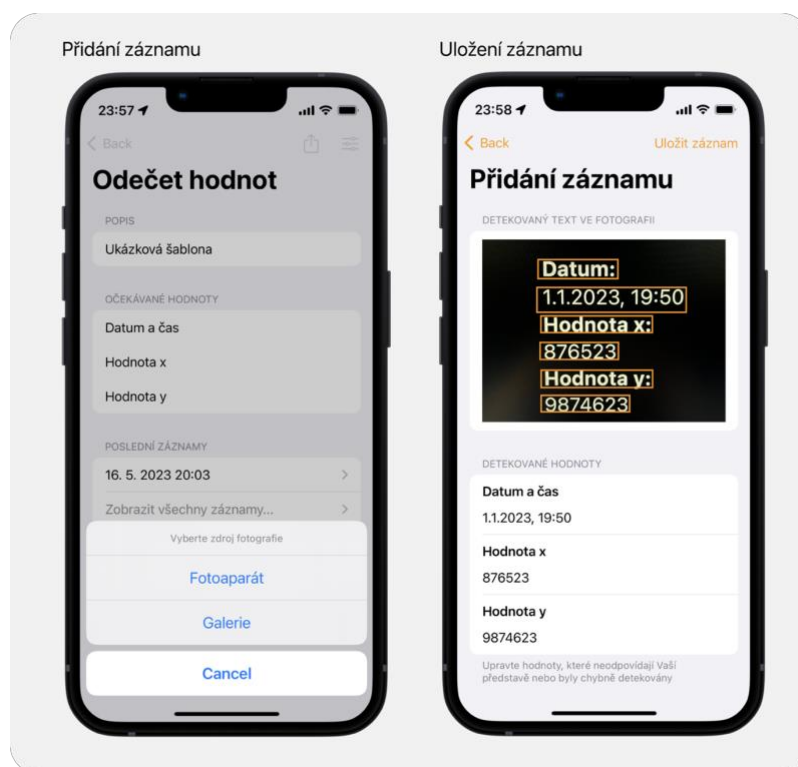 Přidání záznamu
23:57
Back
Odečet hodnot
POPIS
Ukázková šablona
OČEKÁVANÉ HODNOTY
Datum a čas
Hodnota x
Hodnota y
POSLEDNÍ ZÁZNAMY
16. 5. 2023 20:03
Zobrazit všechny záznamy...
Vyberte zdroj fotografie
Fotoaparát
Galerie
Cancel
Uložení záznamu
23:58
Back
Uložit záznam
Přidání záznamu
DETEKOVANÝ TEXT VE FOTOGRAFII
Datum:
1.1.2023, 19:50
Hodnota x:
876523
Hodnota y:
9874623
DETEKOVANÉ HODNOTY
Datum a čas
1.1.2023, 19:50
Hodnota x
876523
Hodnota y
9874623
Upravte hodnoty, které neodpovídají Vaší
představě nebo byly chybně detekovány